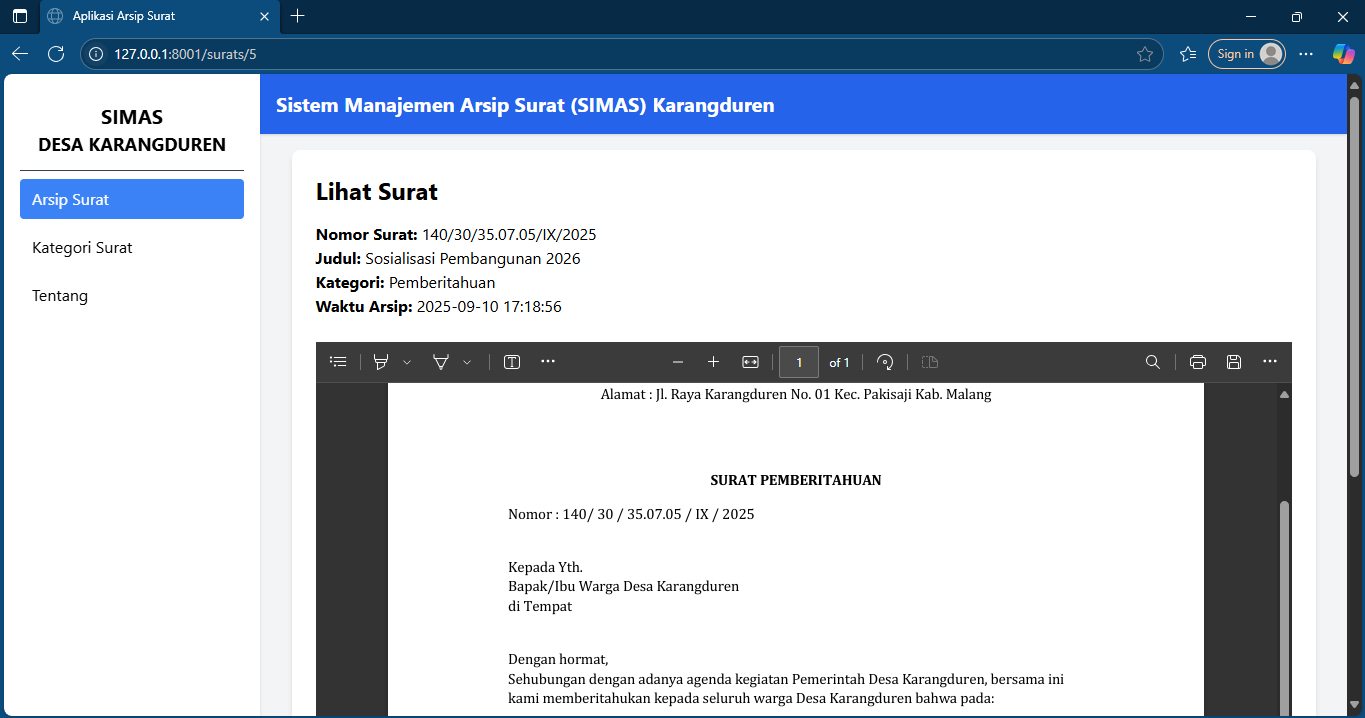 Aplikasi Arsip Surat
127.0.0.1:8001/surats/5
Sign in
SIMAS
DESA KARANGDUREN
Arsip Surat
Kategori Surat
Tentang
Sistem Manajemen Arsip Surat (SIMAS) Karangduren
Lihat Surat
Nomor Surat: 140/30/35.07.05/IX/2025
Judul: Sosialisasi Pembangunan 2026
Kategori: Pemberitahuan
Waktu Arsip: 2025-09-10 17:18:56
1 of 1
Alamat : Jl. Raya Karangduren No. 01 Kec. Pakisaji Kab. Malang
SURAT PEMBERITAHUAN
Nomor : 140/ 30 / 35.07.05 / IX / 2025
Kepada Yth.
Bapak/Ibu Warga Desa Karangduren
di Tempat
Dengan hormat,
Sehubungan dengan adanya agenda kegiatan Pemerintah Desa Karangduren, bersama ini
kami memberitahukan kepada seluruh warga Desa Karangduren bahwa pada: